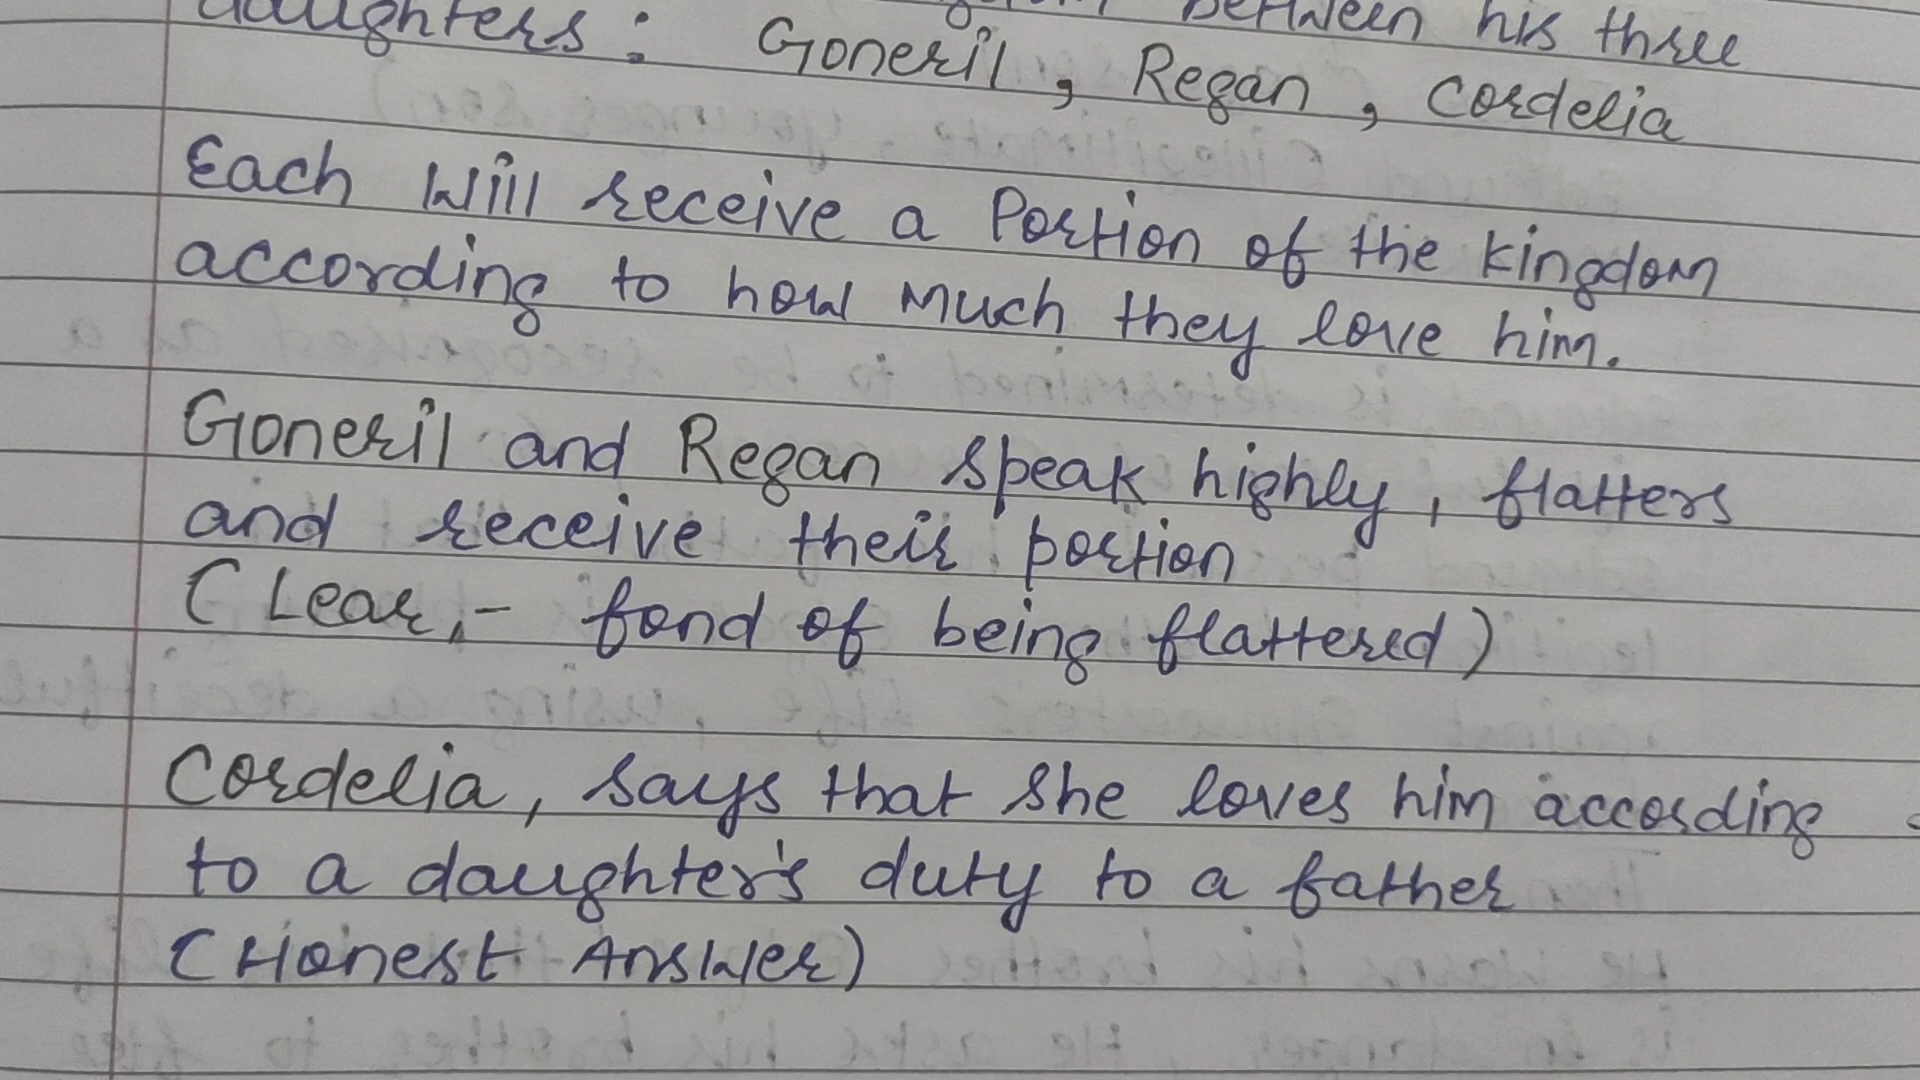 between his three
daughters : Goneril, Regan, Cordelia
Each will receive a Portion of the kingdom
according to how much they love him.
Goneril and Regan speak highly, flatters
and receive their portion
(Lear, - fond of being flattered)
Cordelia, says that she loves him according
to a daughter's duty to a father
(Honest Answer)